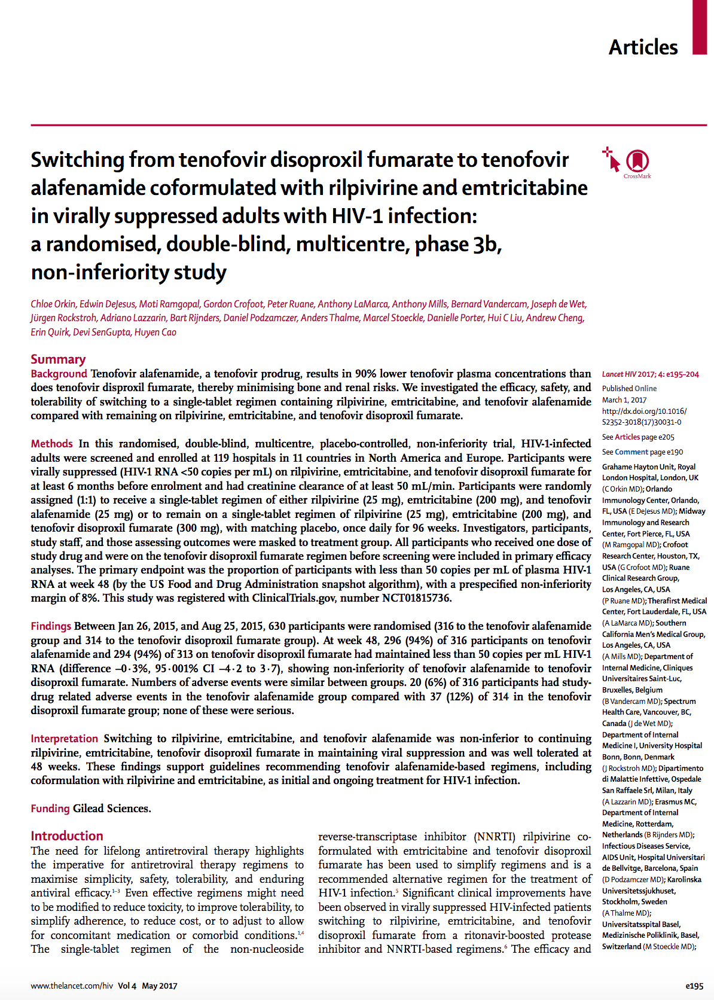 Articles
Switching from tenofovir disoproxil fumarate to tenofovir
alafenamide coformulated with rilpivirine and emtricitabine
in virally suppressed adults with HIV-1 infection:
a randomised, double-blind, multicentre, phase 3b,
non-inferiority study
CrossMark
Chloe Orkin, Edwin DeJesus, Moti Ramgopal, Gordon Crofoot, Peter Ruane, Anthony LaMarca, Anthony Mills, Bernard Vandercam, Joseph de Wet,
Jürgen Rockstroh, Adriano Lazzarin, Bart Rijnders, Daniel Podzamczer, Anders Thalme, Marcel Stoeckle, Danielle Porter, Hui C Liu, Andrew Cheng,
Erin Quirk, Devi SenGupta, Huyen Cao
Summary
Background Tenofovir alafenamide, a tenofovir prodrug, results in 90% lower tenofovir plasma concentrations than
does tenofovir disproxil fumarate, thereby minimising bone and renal risks. We investigated the efficacy, safety, and
tolerability of switching to a single-tablet regimen containing rilpivirine, emtricitabine, and tenofovir alafenamide
compared with remaining on rilpivirine, emtricitabine, and tenofovir disoproxil fumarate.
Methods In this randomised, double-blind, multicentre, placebo-controlled, non-inferiority trial, HIV-1-infected
adults were screened and enrolled at 119 hospitals in 11 countries in North America and Europe. Participants were
virally suppressed (HIV-1 RNA <50 copies per mL) on rilpivirine, emtricitabine, and tenofovir disoproxil fumarate for
at least 6 months before enrolment and had creatinine clearance of at least 50 mL/min. Participants were randomly
assigned (1:1) to receive a single-tablet regimen of either rilpivirine (25 mg), emtricitabine (200 mg), and tenofovir
alafenamide (25 mg) or to remain on a single-tablet regimen of rilpivirine (25 mg), emtricitabine (200 mg), and
tenofovir disoproxil fumarate (300 mg), with matching placebo, once daily for 96 weeks. Investigators, participants,
study staff, and those assessing outcomes were masked to treatment group. All participants who received one dose of
study drug and were on the tenofovir disoproxil fumarate regimen before screening were included in primary efficacy
analyses. The primary endpoint was the proportion of participants with less than 50 copies per mL of plasma HIV-1
RNA at week 48 (by the US Food and Drug Administration snapshot algorithm), with a prespecified non-inferiority
margin of 8%. This study was registered with ClinicalTrials.gov, number NCT01815736.
Findings Between Jan 26, 2015, and Aug 25, 2015, 630 participants were randomised (316 to the tenofovir alafenamide
group and 314 to the tenofovir disoproxil fumarate group). At week 48, 296 (94%) of 316 participants on tenofovir
alafenamide and 294 (94%) of 313 on tenofovir disoproxil fumarate had maintained less than 50 copies per mL HIV-1
RNA (difference –0·3%, 95·001% CI –4·2 to 3·7), showing non-inferiority of tenofovir alafenamide to tenofovir
disoproxil fumarate. Numbers of adverse events were similar between groups. 20 (6%) of 316 participants had study-
drug related adverse events in the tenofovir alafenamide group compared with 37 (12%) of 314 in the tenofovir
disoproxil fumarate group; none of these were serious.
Interpretation Switching to rilpivirine, emtricitabine, and tenofovir alafenamide was non-inferior to continuing
rilpivirine, emtricitabine, tenofovir disoproxil fumarate in maintaining viral suppression and was well tolerated at
48 weeks. These findings support guidelines recommending tenofovir alafenamide-based regimens, including
coformulation with rilpivirine and emtricitabine, as initial and ongoing treatment for HIV-1 infection.
Funding Gilead Sciences.
Introduction
The need for lifelong antiretroviral therapy highlights
the imperative for antiretroviral therapy regimens to
maximise simplicity, safety, tolerability, and enduring
antiviral efficacy.1–3 Even effective regimens might need
to be modified to reduce toxicity, to improve tolerability, to
simplify adherence, to reduce cost, or to adjust to allow
for concomitant medication or comorbid conditions.1,4
The single-tablet regimen of the non-nucleoside
reverse-transcriptase inhibitor (NNRTI) rilpivirine co-
formulated with emtricitabine and tenofovir disoproxil
fumarate has been used to simplify regimens and is a
recommended alternative regimen for the treatment of
HIV-1 infection.5 Significant clinical improvements have
been observed in virally suppressed HIV-infected patients
switching to rilpivirine, emtricitabine, and tenofovir
disoproxil fumarate from a ritonavir-boosted protease
inhibitor and NNRTI-based regimens.6 The efficacy and
Lancet HIV 2017; 4: e195–204
Published Online
March 1, 2017
http://dx.doi.org/10.1016/
S2352-3018(17)30031-0
See Articles page e205
See Comment page e190
Grahame Hayton Unit, Royal
London Hospital, London, UK
(C Orkin MD); Orlando
Immunology Center, Orlando,
FL, USA (E DeJesus MD); Midway
Immunology and Research
Center, Fort Pierce, FL, USA
(M Ramgopal MD); Crofoot
Research Center, Houston, TX,
USA (G Crofoot MD); Ruane
Clinical Research Group,
Los Angeles, CA, USA
(P Ruane MD); Therafirst Medical
Center, Fort Lauderdale, FL, USA
(A LaMarca MD); Southern
California Men's Medical Group,
Los Angeles, CA, USA
(A Mills MD); Department of
Internal Medicine, Cliniques
Universitaires Saint-Luc,
Bruxelles, Belgium
(B Vandercam MD); Spectrum
Health Care, Vancouver, BC,
Canada (J de Wet MD);
Department of Internal
Medicine I, University Hospital
Bonn, Bonn, Denmark
(J Rockstroh MD); Dipartimento
di Malattie Infettive, Ospedale
San Raffaele Srl, Milan, Italy
(A Lazzarin MD); Erasmus MC,
Department of Internal
Medicine, Rotterdam,
Netherlands (B Rijnders MD);
Infectious Diseases Service,
AIDS Unit, Hospital Universitari
de Bellvitge, Barcelona, Spain
(D Podzamczer MD); Karolinska
Universitetssjukhuset,
Stockholm, Sweden
(A Thalme MD);
Universitatsspital Basel,
Medizinische Poliklinik, Basel,
Switzerland (M Stoeckle MD);
www.thelancet.com/hiv Vol 4 May 2017
e195